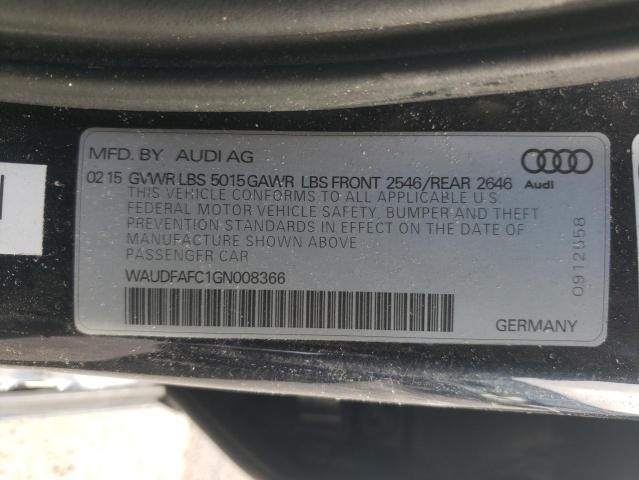 MFD. BY AUDI AG
02 15 GVWR LBS 5015 GAWR LBS FRONT 2546/REAR 2646
Audi
THIS VEHICLE CONFORMS TO ALL APPLICABLE U.S.
FEDERAL MOTOR VEHICLE SAFETY, BUMPER AND THEFT
PREVENTION STANDARDS IN EFFECT ON THE DATE OF
MANUFACTURE SHOWN ABOVE
PASSENGER CAR
WAUDFAFC1GN008366
GERMANY